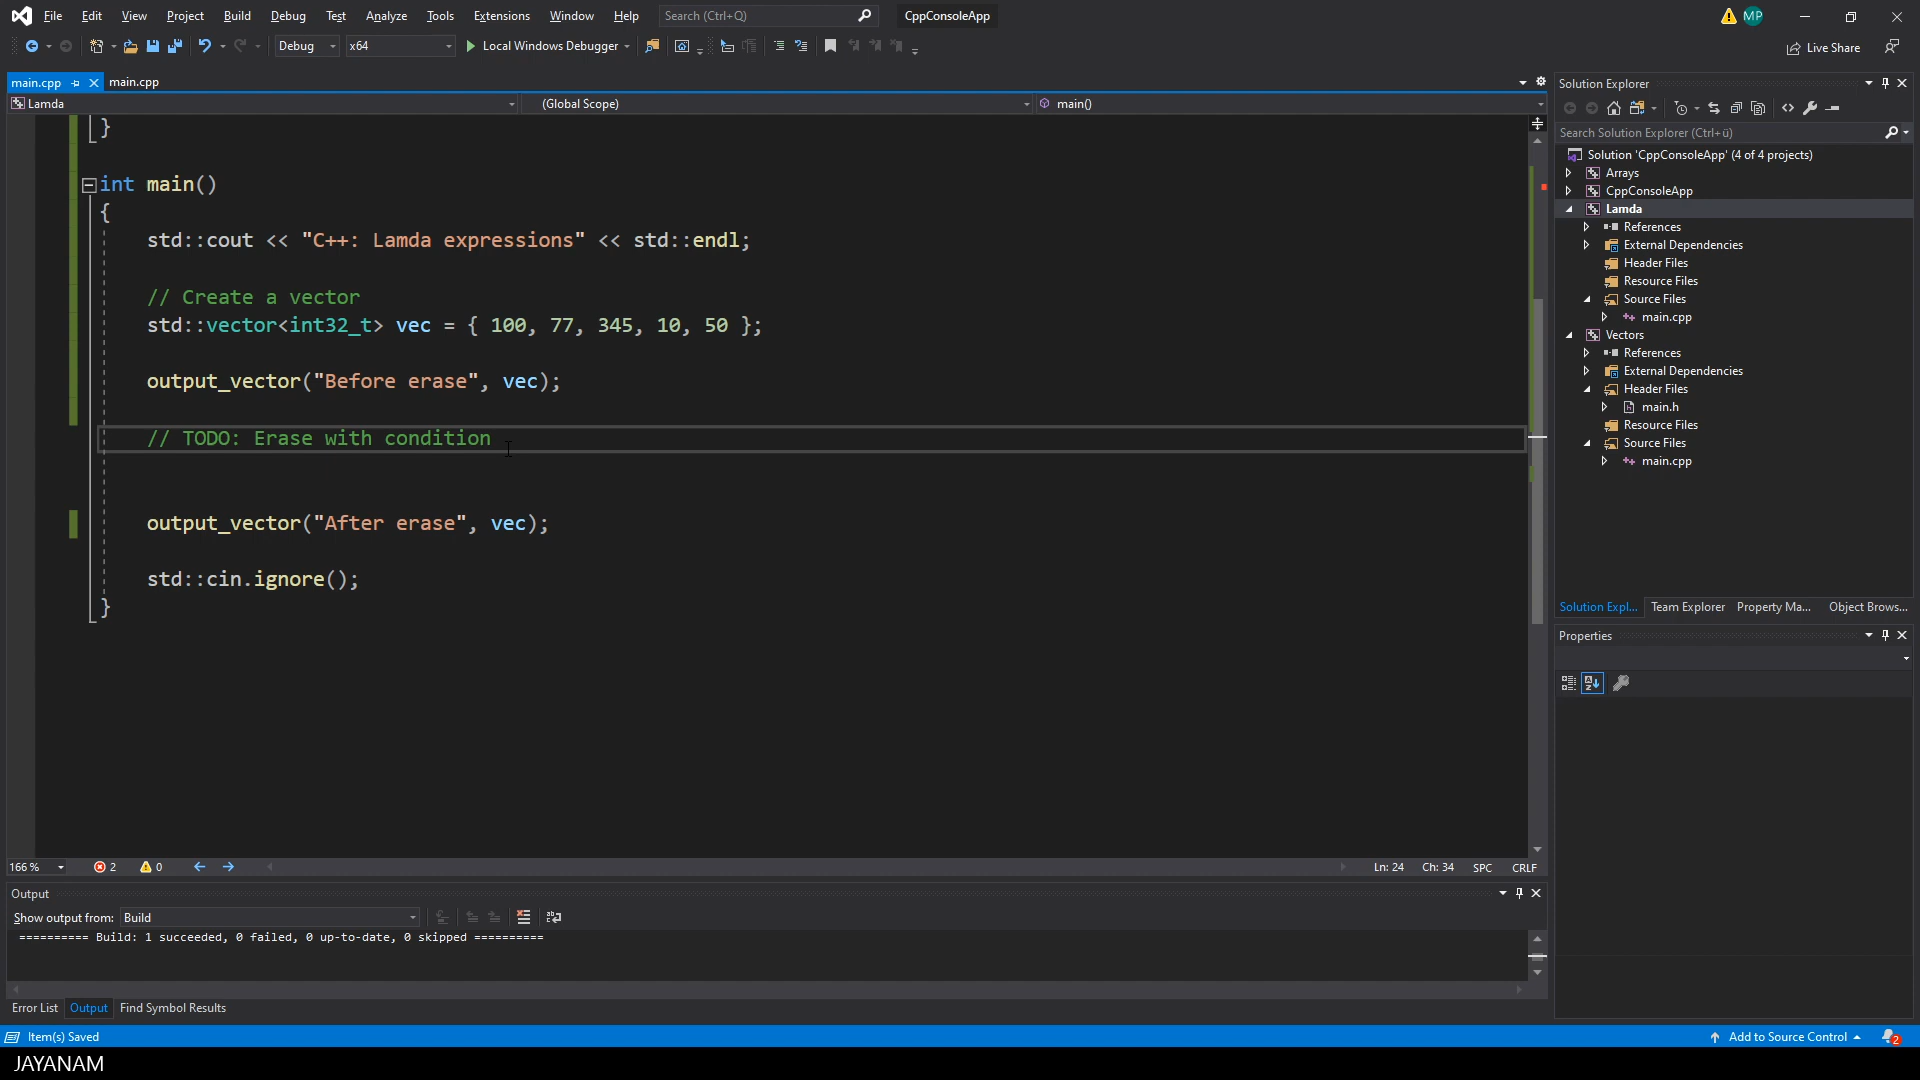 File Edit View Project Build Debug Test Analyze Tools Extensions Window Help Search (Ctrl+Q) CppConsoleApp MP
Debug x64 Local Windows Debugger Live Share
main.cpp main.cpp
Lamda (Global Scope) main()
}
int main()
{
std::cout << "C++: Lamda expressions" << std::endl;
// Create a vector
std::vector<int32_t> vec = { 100, 77, 345, 10, 50 };
output_vector("Before erase", vec);
// TODO: Erase with condition
output_vector("After erase", vec);
std::cin.ignore();
}
166 % 2 0 Ln: 24 Ch: 34 SPC CRLF
Output
Show output from: Build
========== Build: 1 succeeded, 0 failed, 0 up-to-date, 0 skipped ==========
Error List Output Find Symbol Results
Solution Explorer
Search Solution Explorer (Ctrl+ü)
Solution 'CppConsoleApp' (4 of 4 projects)
Arrays
CppConsoleApp
Lamda
References
External Dependencies
Header Files
Resource Files
Source Files
main.cpp
Vectors
References
External Dependencies
Header Files
main.h
Resource Files
Source Files
main.cpp
Solution Expl... Team Explorer Property Ma... Object Brows...
Properties
Item(s) Saved Add to Source Control 2
JAYANAM